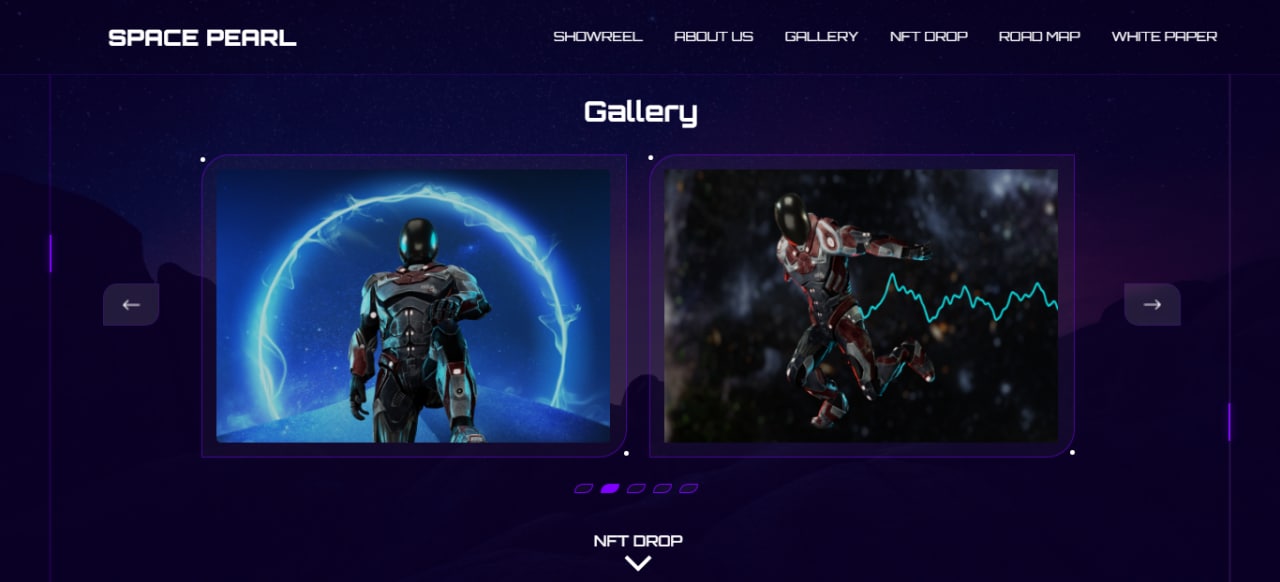 SPACE PEARL
SHOWREEL ABOUT US GALLERY NFT DROP ROAD MAP WHITE PAPER
Gallery
NFT DROP